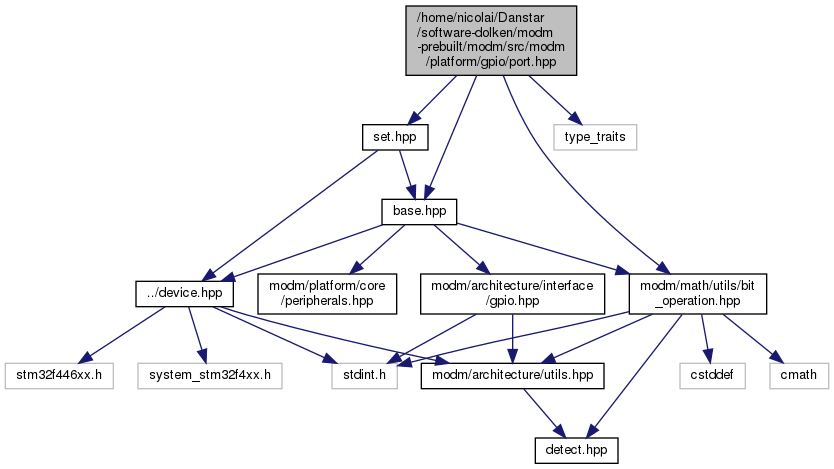 /home/nicolai/Danstar
/software-dolken/modm
-prebuilt/modm/src/modm
/platform/gpio/port.hpp
set.hpp
type_traits
base.hpp
../device.hpp
modm/platform/core
/peripherals.hpp
modm/architecture/interface
/gpio.hpp
modm/math/utils/bit
_operation.hpp
stm32f446xx.h
system_stm32f4xx.h
stdint.h
modm/architecture/utils.hpp
cstddef
cmath
detect.hpp